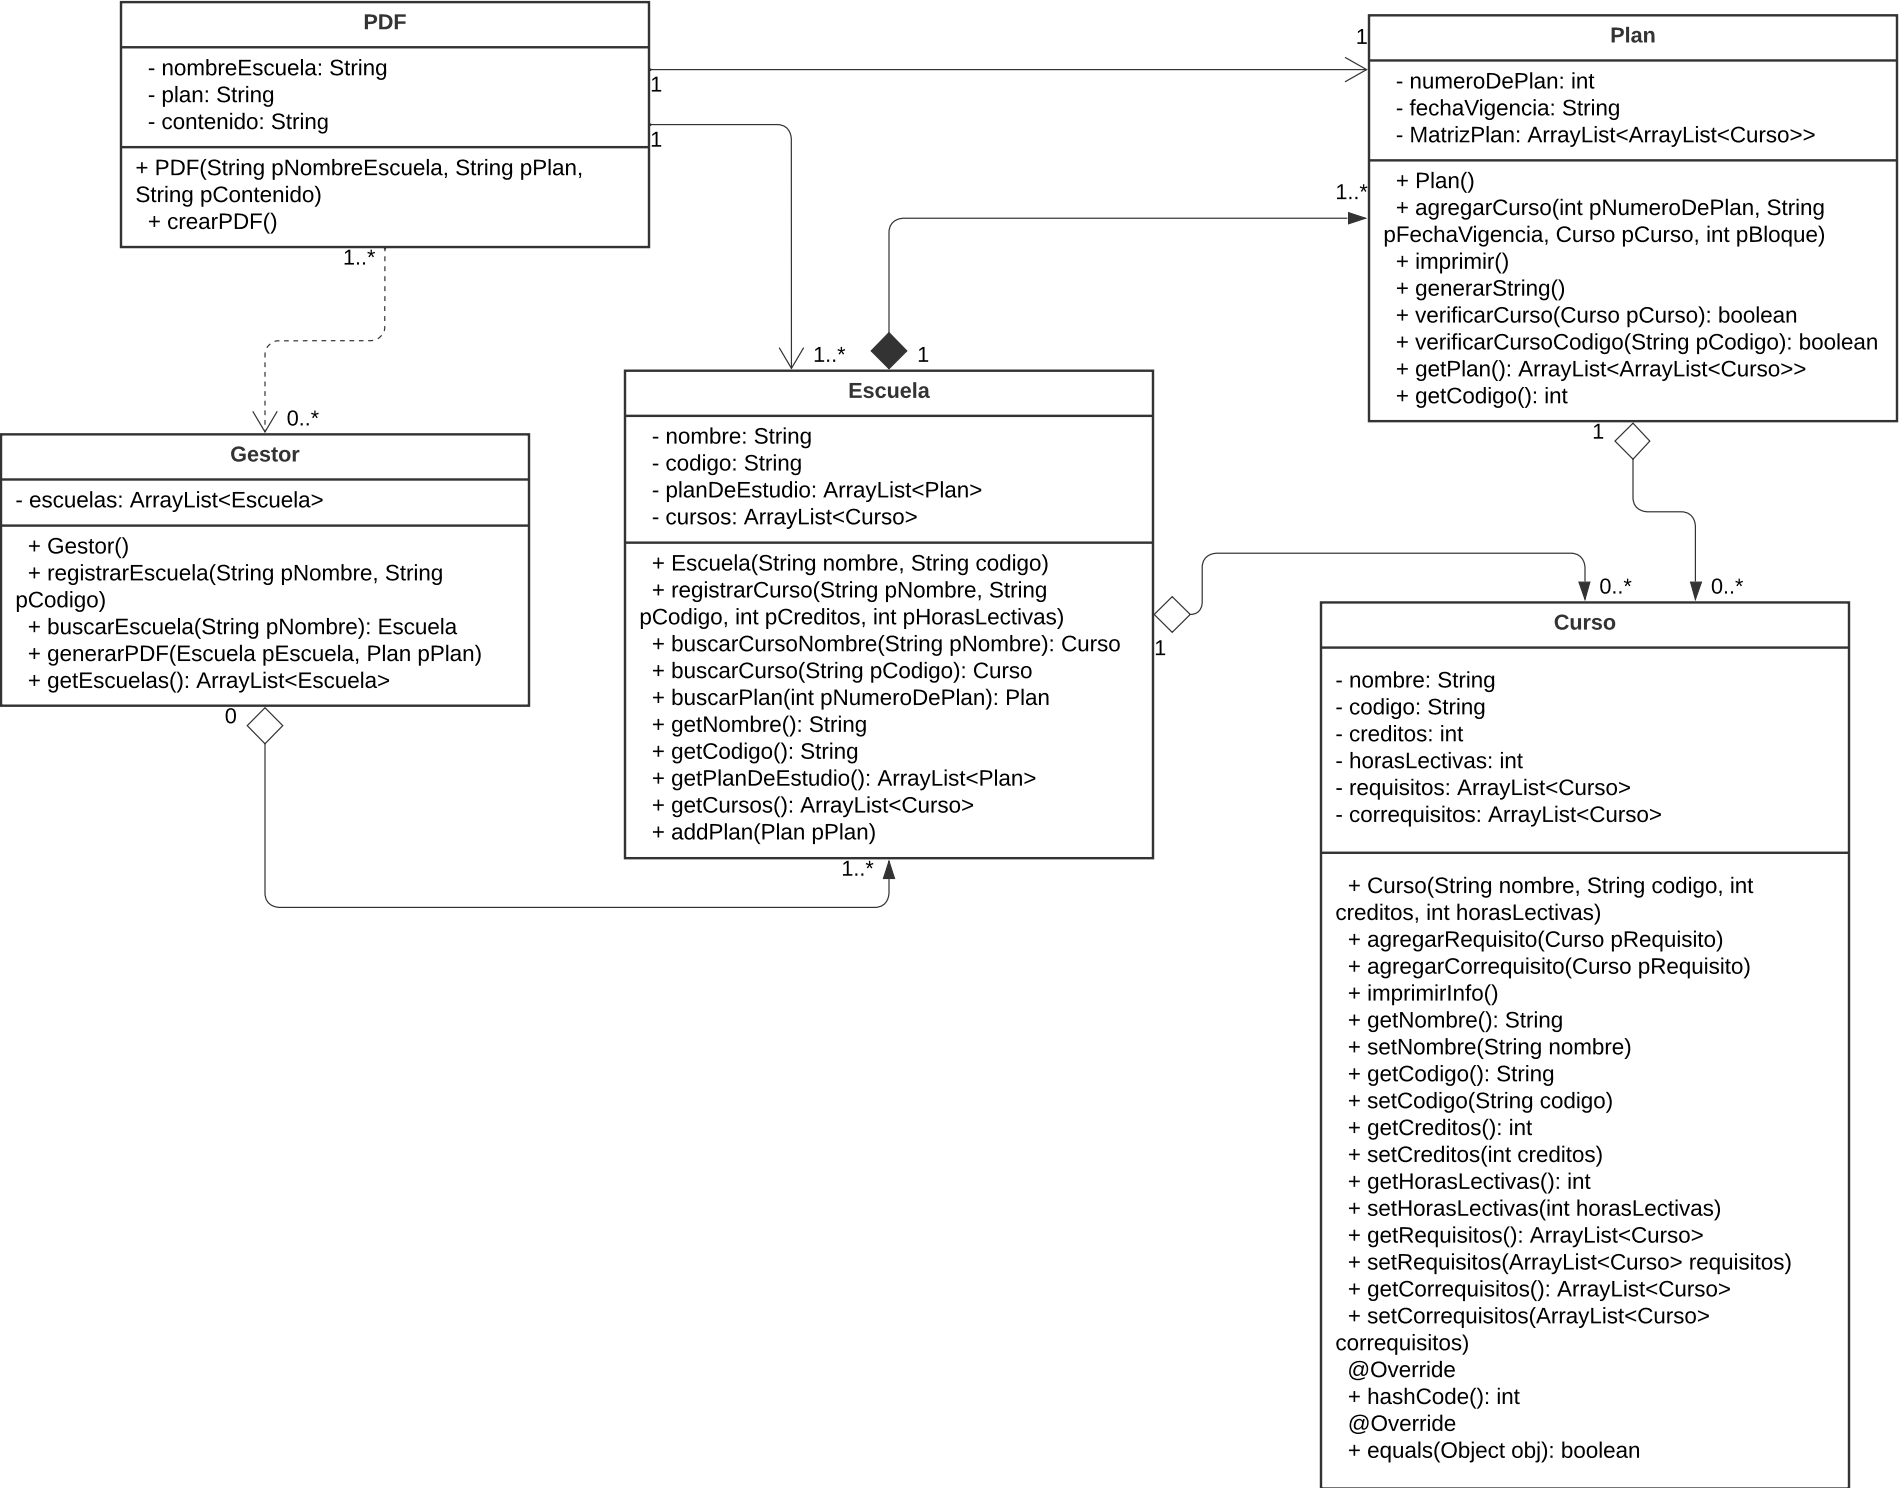 PDF
- nombreEscuela: String
- plan: String
- contenido: String
+ PDF(String pNombreEscuela, String pPlan,
String pContenido)
+ crearPDF()
1
1
1..*
1
1..*
Plan
- numeroDePlan: int
- fechaVigencia: String
- MatrizPlan: ArrayList<ArrayList<Curso>>
+ Plan()
+ agregarCurso(int pNumeroDePlan, String
pFechaVigencia, Curso pCurso, int pBloque)
+ imprimir()
+ generarString()
+ verificarCurso(Curso pCurso): boolean
+ verificarCursoCodigo(String pCodigo): boolean
+ getPlan(): ArrayList<ArrayList<Curso>>
+ getCodigo(): int
1
0..*
Gestor
- escuelas: ArrayList<Escuela>
+ Gestor()
+ registrarEscuela(String pNombre, String
pCodigo)
+ buscarEscuela(String pNombre): Escuela
+ generarPDF(Escuela pEscuela, Plan pPlan)
+ getEscuelas(): ArrayList<Escuela>
0
1..*
1
Escuela
- nombre: String
- codigo: String
- planDeEstudio: ArrayList<Plan>
- cursos: ArrayList<Curso>
+ Escuela(String nombre, String codigo)
+ registrarCurso(String pNombre, String
pCodigo, int pCreditos, int pHorasLectivas)
+ buscarCursoNombre(String pNombre): Curso
+ buscarCurso(String pCodigo): Curso
+ buscarPlan(int pNumeroDePlan): Plan
+ getNombre(): String
+ getCodigo(): String
+ getPlanDeEstudio(): ArrayList<Plan>
+ getCursos(): ArrayList<Curso>
+ addPlan(Plan pPlan)
1..*
1
0..*
0..*
Curso
- nombre: String
- codigo: String
- creditos: int
- horasLectivas: int
- requisitos: ArrayList<Curso>
- correquisitos: ArrayList<Curso>
+ Curso(String nombre, String codigo, int
creditos, int horasLectivas)
+ agregarRequisito(Curso pRequisito)
+ agregarCorrequisito(Curso pRequisito)
+ imprimirInfo()
+ getNombre(): String
+ setNombre(String nombre)
+ getCodigo(): String
+ setCodigo(String codigo)
+ getCreditos(): int
+ setCreditos(int creditos)
+ getHorasLectivas(): int
+ setHorasLectivas(int horasLectivas)
+ getRequisitos(): ArrayList<Curso>
+ setRequisitos(ArrayList<Curso> requisitos)
+ getCorrequisitos(): ArrayList<Curso>
+ setCorrequisitos(ArrayList<Curso>
correquisitos)
@Override
+ hashCode(): int
@Override
+ equals(Object obj): boolean